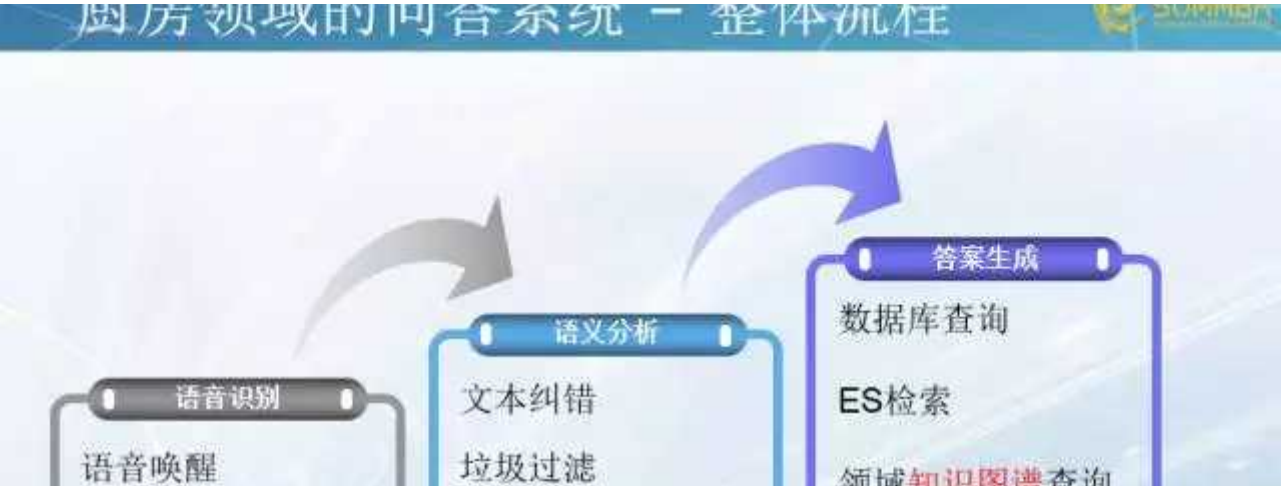 厨房领域的问答系统 - 整体流程
答案生成
数据库查询
语义分析
语音识别
文本纠错
ES检索
语音唤醒
垃圾过滤
领域知识图谱查询